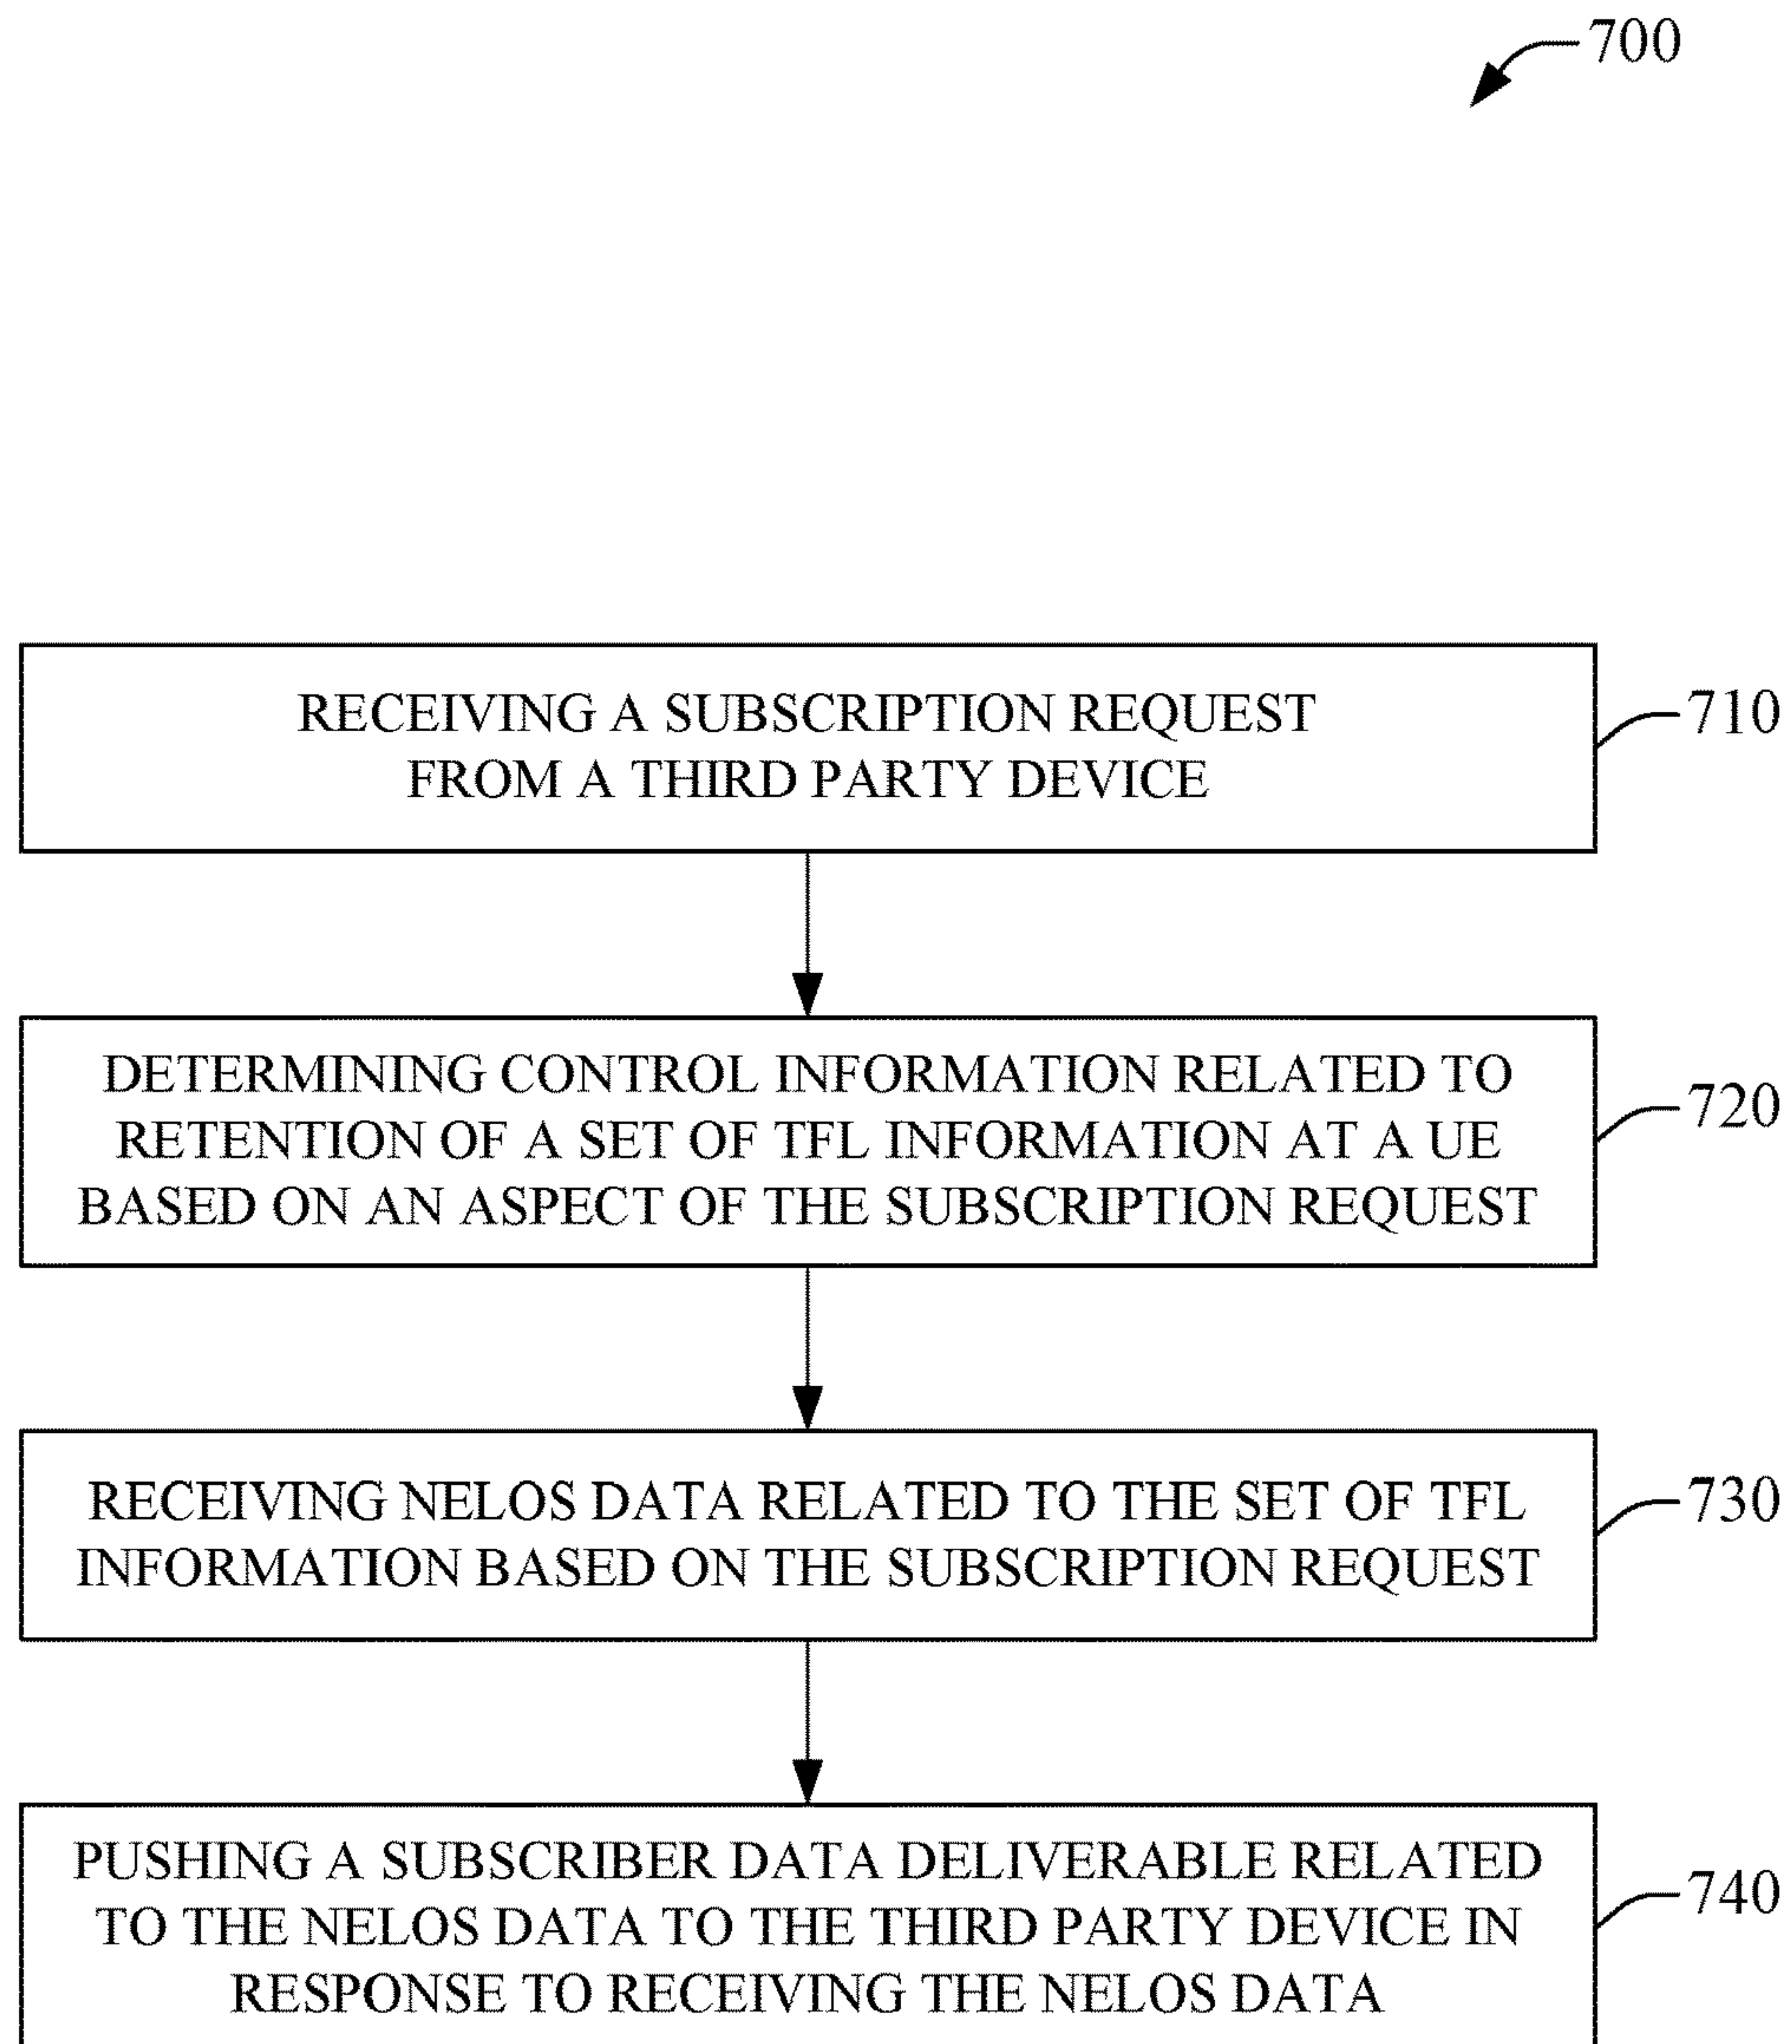 700
RECEIVING A SUBSCRIPTION REQUEST
FROM A THIRD PARTY DEVICE
710
DETERMINING CONTROL INFORMATION RELATED TO
RETENTION OF A SET OF TFL INFORMATION AT A UE
BASED ON AN ASPECT OF THE SUBSCRIPTION REQUEST
720
RECEIVING NELOS DATA RELATED TO THE SET OF TFL
INFORMATION BASED ON THE SUBSCRIPTION REQUEST
730
PUSHING A SUBSCRIBER DATA DELIVERABLE RELATED
TO THE NELOS DATA TO THE THIRD PARTY DEVICE IN
RESPONSE TO RECEIVING THE NELOS DATA
740